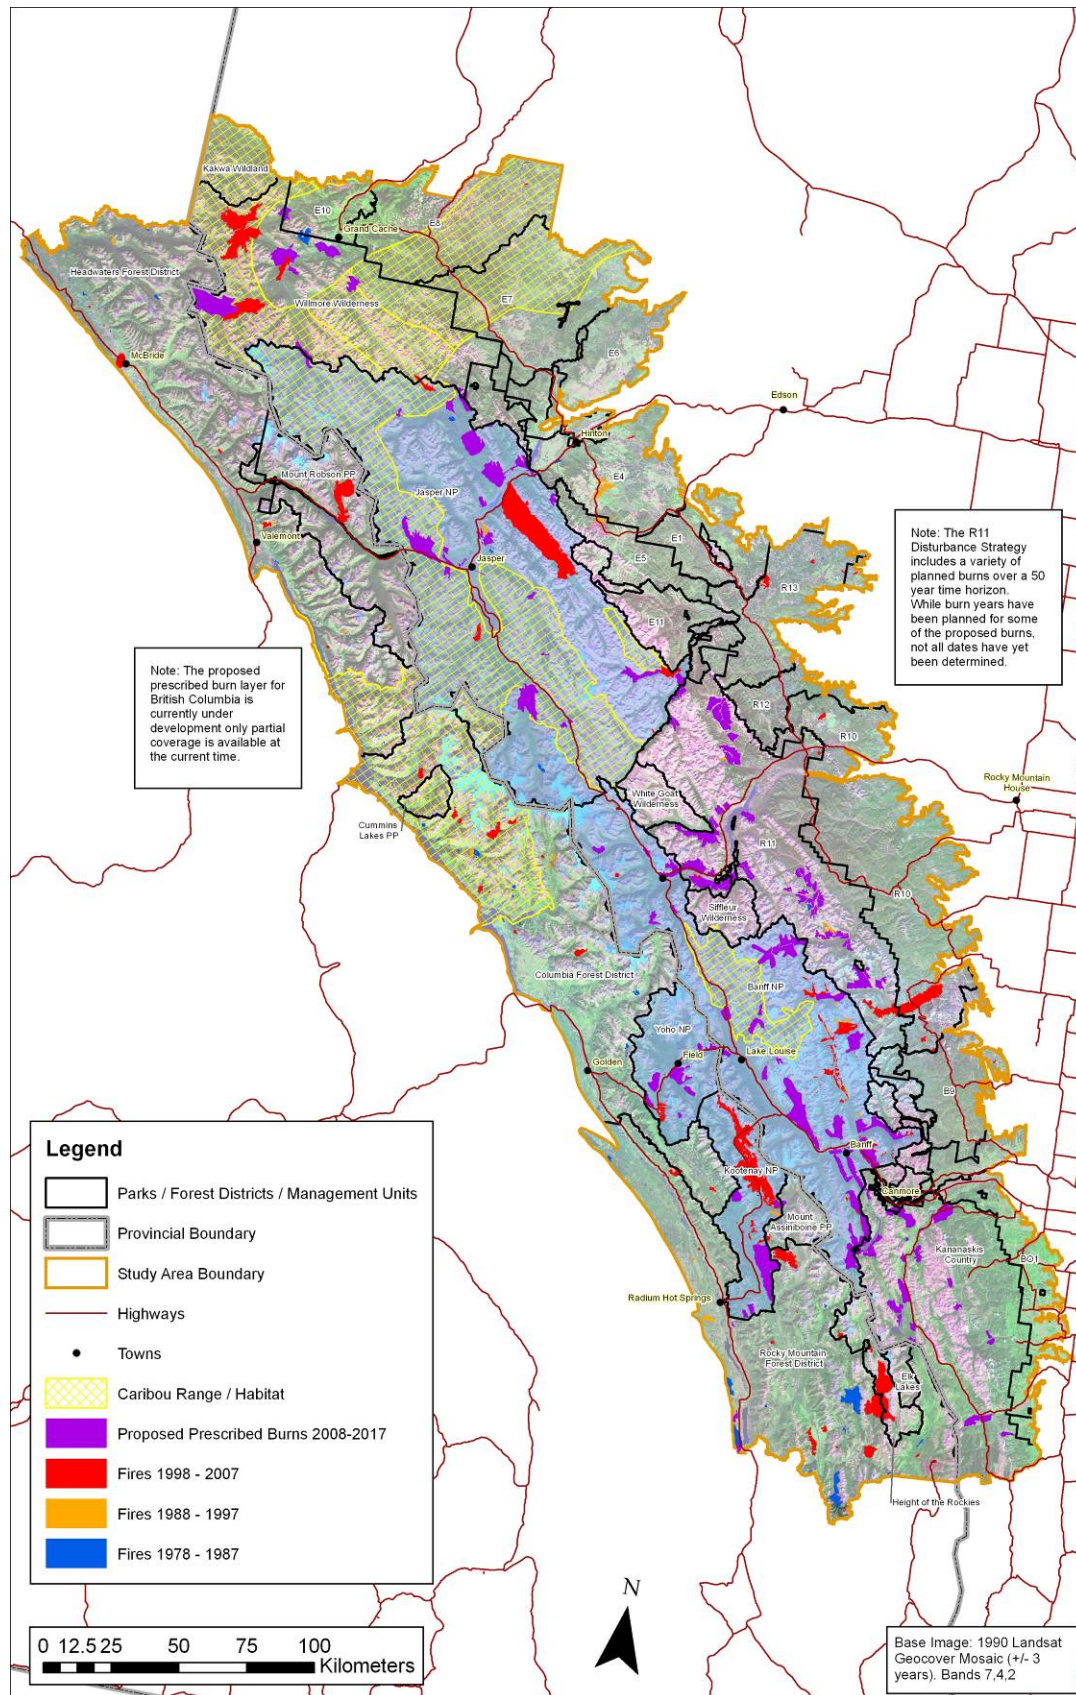 Kakwa Wildland
E10
E8
Grand Cache
Headwaters Forest District
E7
Willmore Wilderness
E6
McBride
Edson
Hinton
Mount Robson PP
E4
Jasper NP
Valemont
E1
E5
Jasper
R13
Note: The R11
Disturbance Strategy
includes a variety of
planned burns over a 50
year time horizon.
While burn years have
been planned for some
of the proposed burns,
not all dates have yet
been determined.
E11
Note: The proposed
prescribed burn layer for
British Columbia is
currently under
development only partial
coverage is available at
the current time.
R12
R10
Rocky Mountain
House
White Goat
Wilderness
Cummins
Lakes PP
R11
R10
Siffleur
Wilderness
Columbia Forest District
Banff NP
Yoho NP
Field
Lake Louise
Golden
B9
Banff
Kootenay NP
Canmore
Mount
Assiniboine PP
Kananaskis
Country
BO1
Radium Hot Springs
Rocky Mountain
Forest District
Elk
Lakes
Height of the Rockies
Legend
Parks / Forest Districts / Management Units
Provincial Boundary
Study Area Boundary
Highways
Towns
Caribou Range / Habitat
Proposed Prescribed Burns 2008-2017
Fires 1998 - 2007
Fires 1988 - 1997
Fires 1978 - 1987
N
0 12.5 25 50 75 100
Kilometers
Base Image: 1990 Landsat
Geocover Mosaic (+/- 3
years). Bands 7,4,2